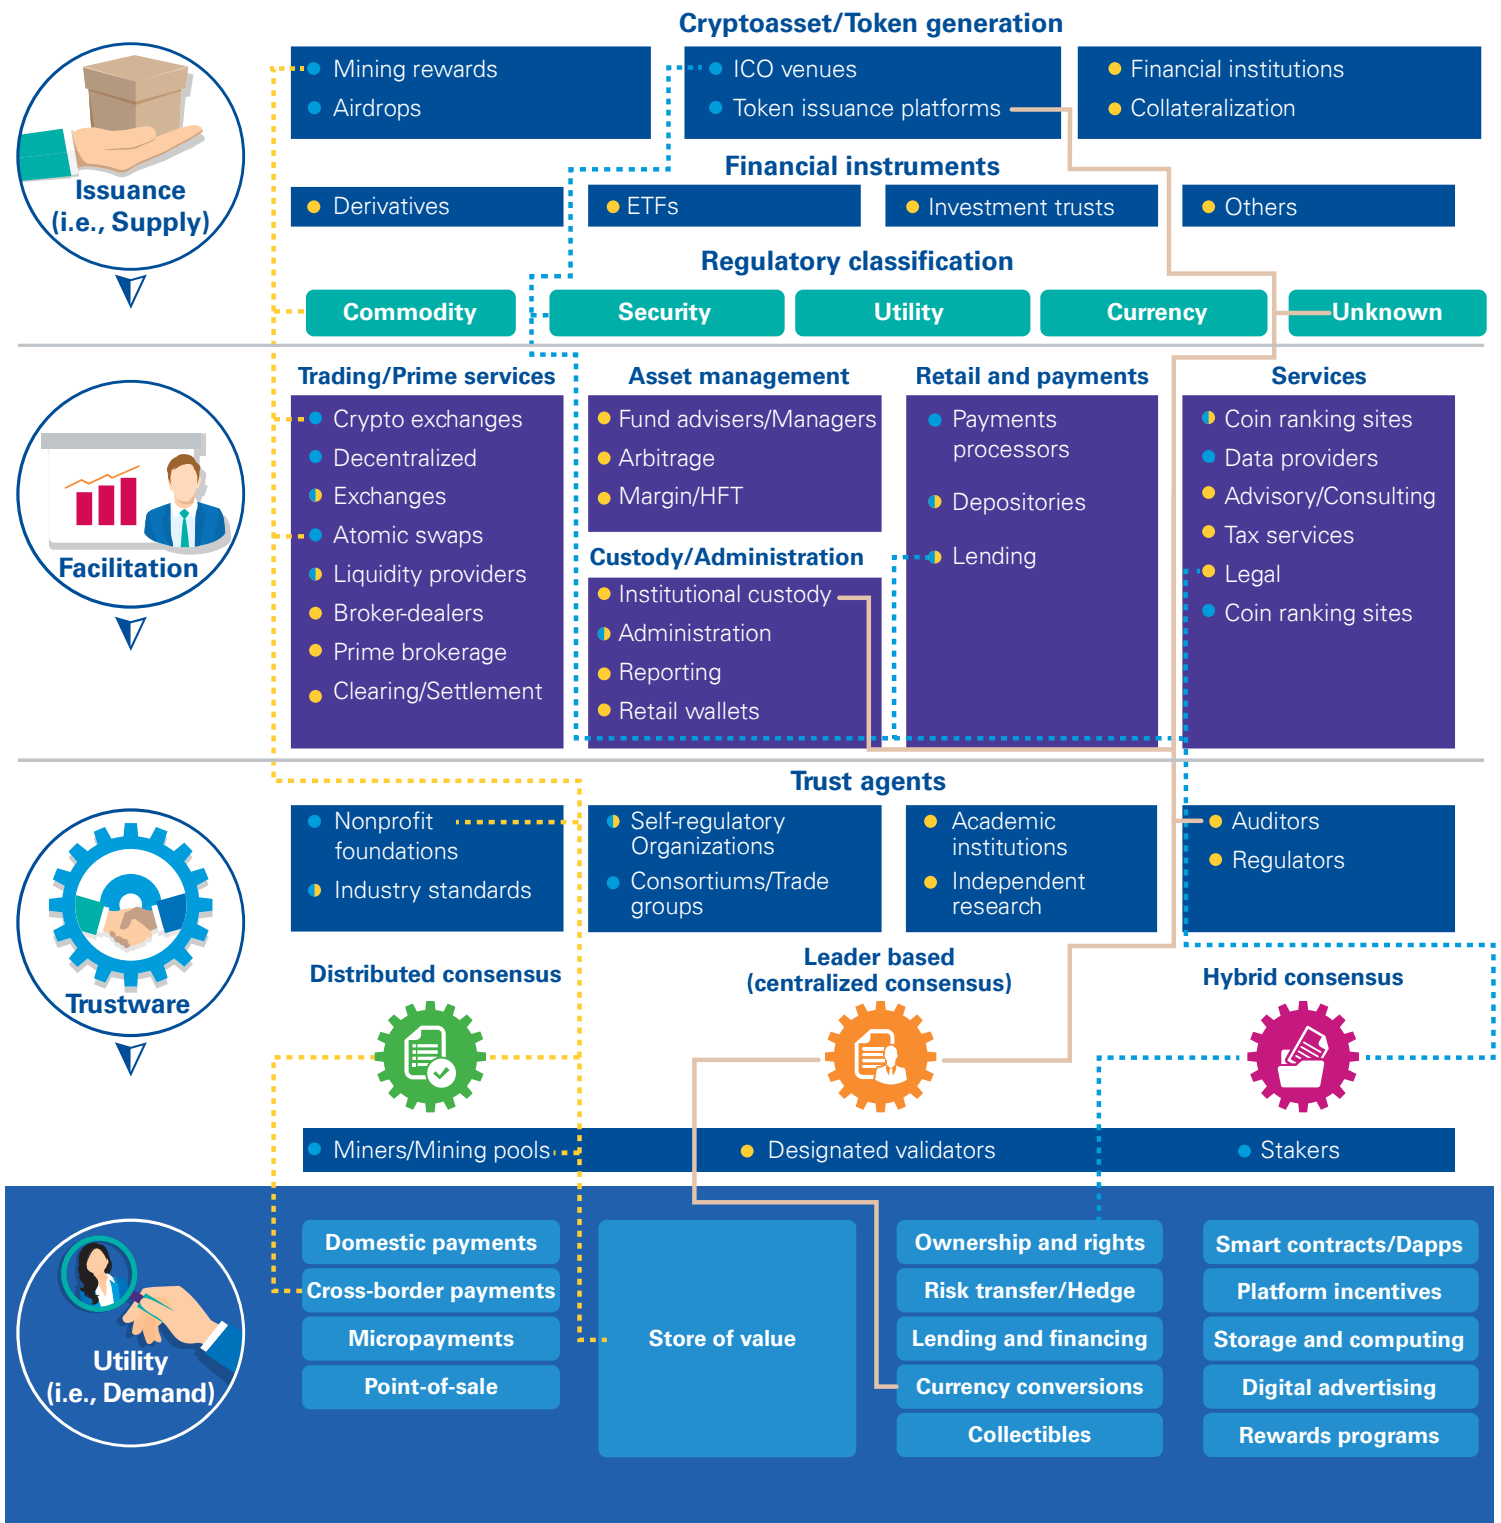 Cryptoasset/Token generation
Mining rewards
Airdrops
ICO venues
Token issuance platforms
Financial institutions
Collateralization
Issuance
(i.e., Supply)
Financial instruments
Derivatives
ETFs
Investment trusts
Others
Regulatory classification
Commodity
Security
Utility
Currency
Unknown
Facilitation
Trading/Prime services
Crypto exchanges
Decentralized
Exchanges
Atomic swaps
Liquidity providers
Broker-dealers
Prime brokerage
Clearing/Settlement
Asset management
Fund advisers/Managers
Arbitrage
Margin/HFT
Custody/Administration
Institutional custody
Administration
Reporting
Retail wallets
Retail and payments
Payments
processors
Depositories
Lending
Services
Coin ranking sites
Data providers
Advisory/Consulting
Tax services
Legal
Coin ranking sites
Trust agents
Nonprofit
foundations
Industry standards
Self-regulatory
Organizations
Consortiums/Trade
groups
Academic
institutions
Independent
research
Auditors
Regulators
Trustware
Distributed consensus
Leader based
(centralized consensus)
Hybrid consensus
Miners/Mining pools
Designated validators
Stakers
Utility
(i.e., Demand)
Domestic payments
Cross-border payments
Micropayments
Point-of-sale
Store of value
Ownership and rights
Risk transfer/Hedge
Lending and financing
Currency conversions
Collectibles
Smart contracts/Dapps
Platform incentives
Storage and computing
Digital advertising
Rewards programs